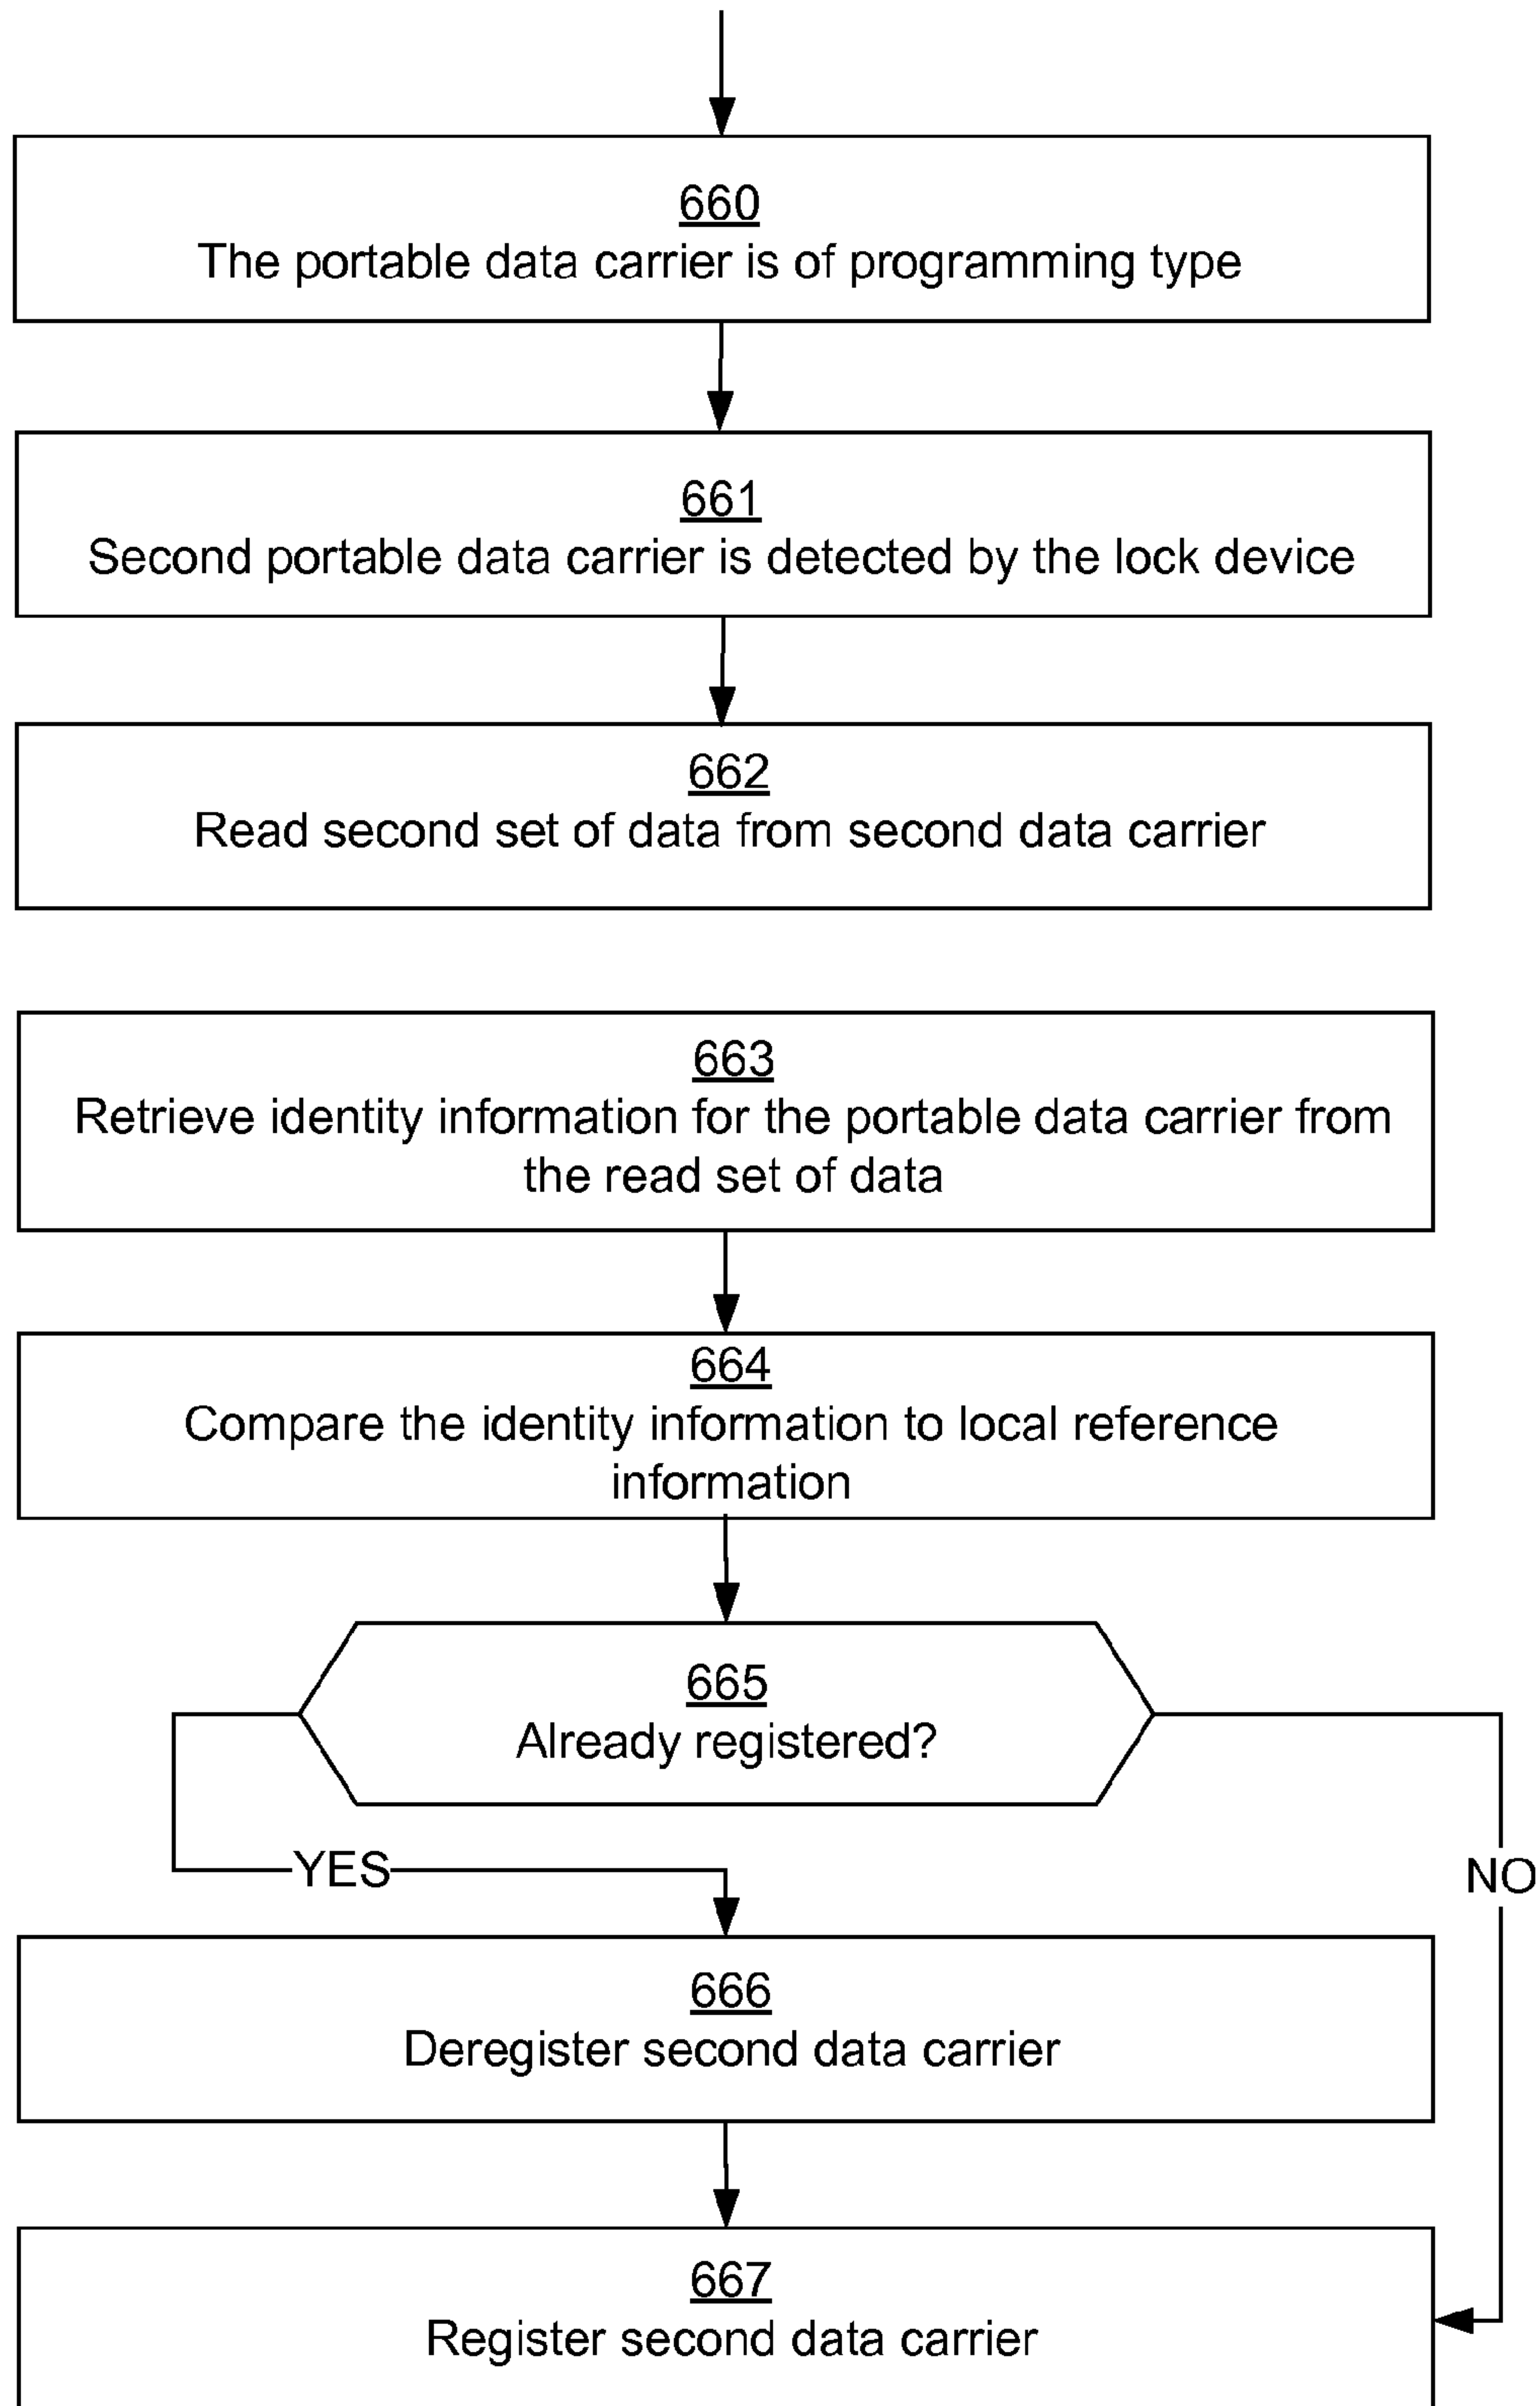 660
The portable data carrier is of programming type
661
Second portable data carrier is detected by the lock device
662
Read second set of data from second data carrier
663
Retrieve identity information for the portable data carrier from
the read set of data
664
Compare the identity information to local reference
information
665
Already registered?
YES
NO
666
Deregister second data carrier
667
Register second data carrier